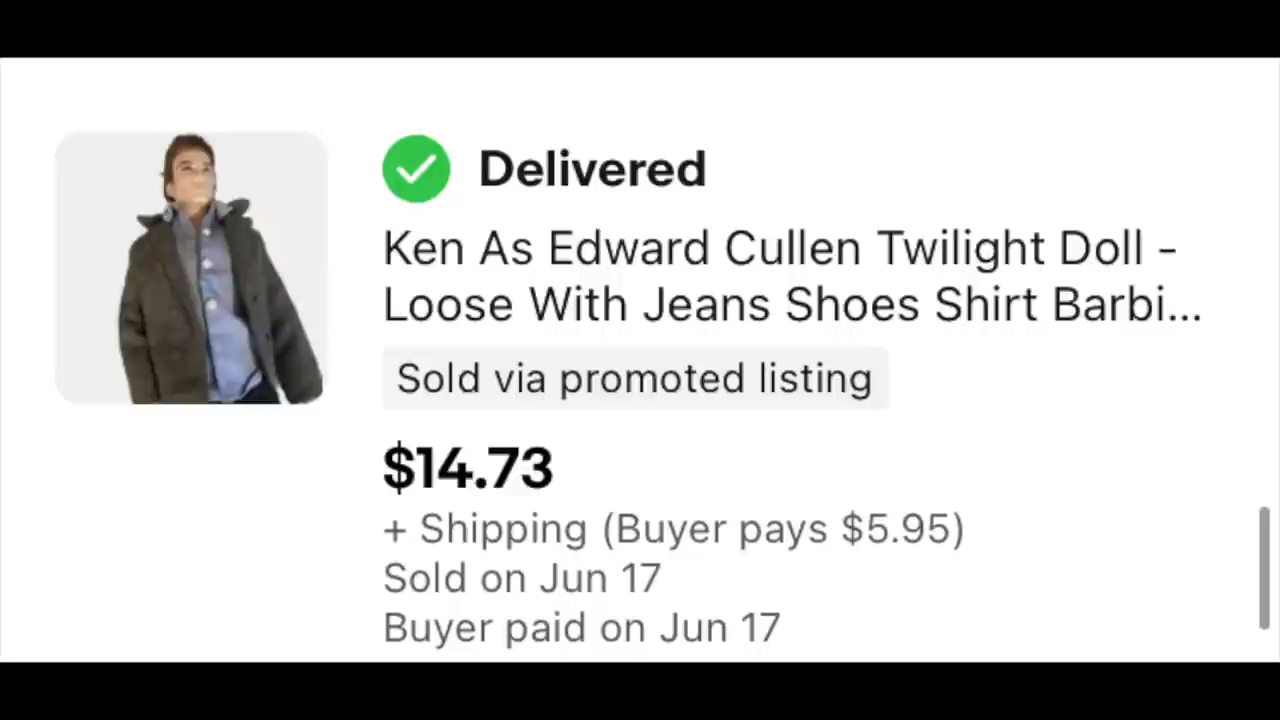 Delivered
Ken As Edward Cullen Twilight Doll -
Loose With Jeans Shoes Shirt Barbi...
Sold via promoted listing
$14.73
+ Shipping (Buyer pays $5.95)
Sold on Jun 17
Buyer paid on Jun 17